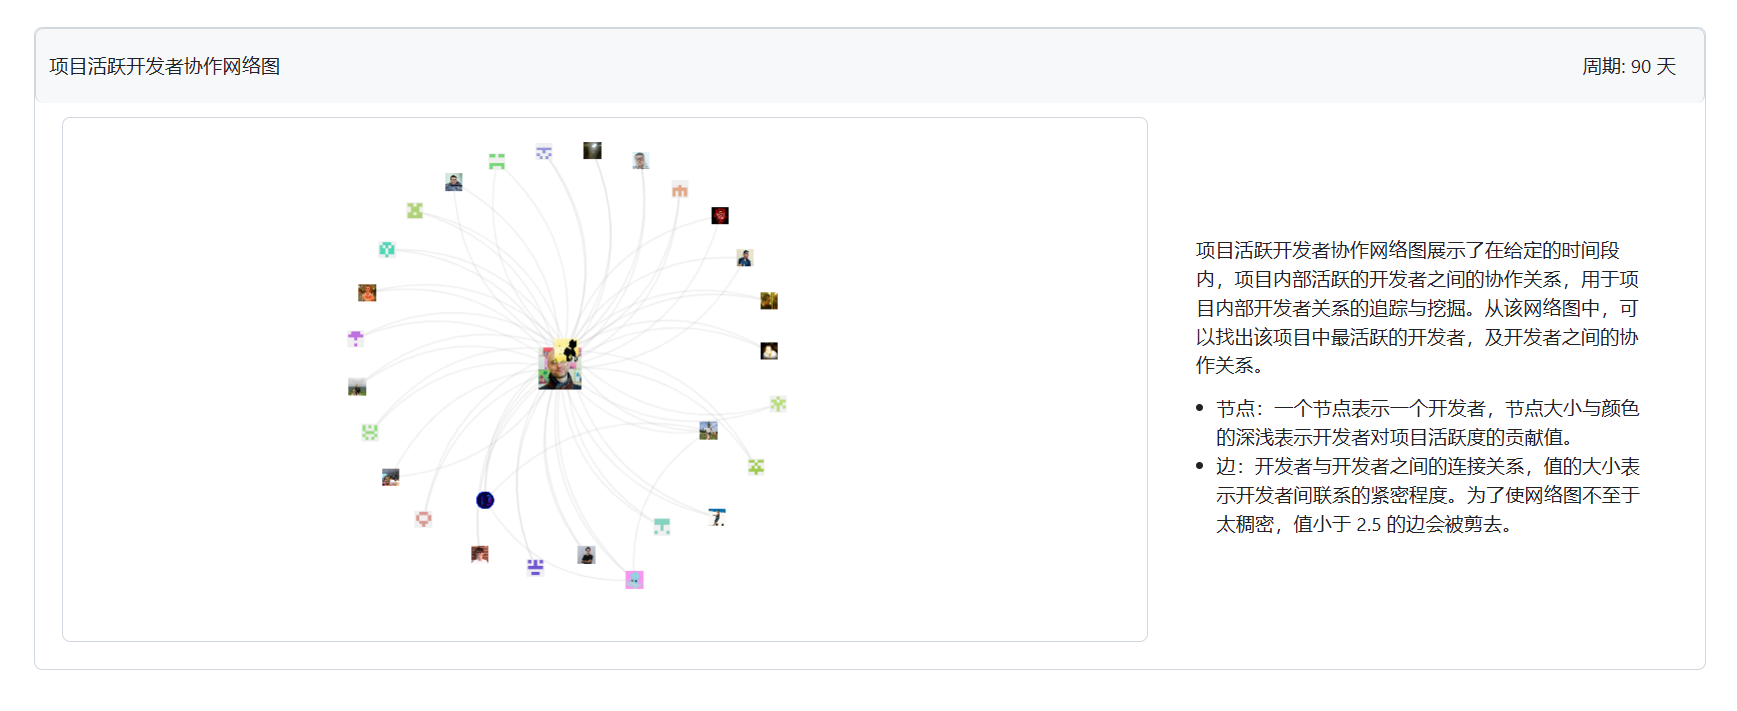 项目活跃开发者协作网络图
周期: 90 天
项目活跃开发者协作网络图展示了在给定的时间段
内，项目内部活跃的开发者之间的协作关系，用于项
目内部开发者关系的追踪与挖掘。从该网络图中，可
以找出该项目中最活跃的开发者，及开发者之间的协
作关系。
• 节点：一个节点表示一个开发者，节点大小与颜色
的深浅表示开发者对项目活跃度的贡献值。
• 边：开发者与开发者之间的连接关系，值的大小表
示开发者间联系的紧密程度。为了使网络图不至于
太稠密，值小于 2.5 的边会被剪去。